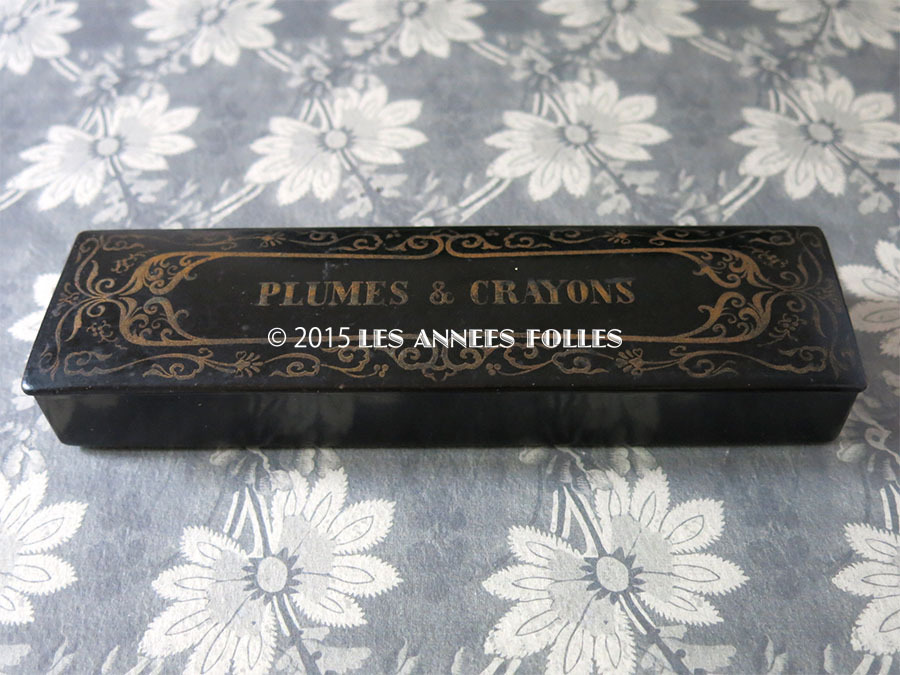 PLUMES & CRAYONS
© 2015 LES ANNEES FOLLES